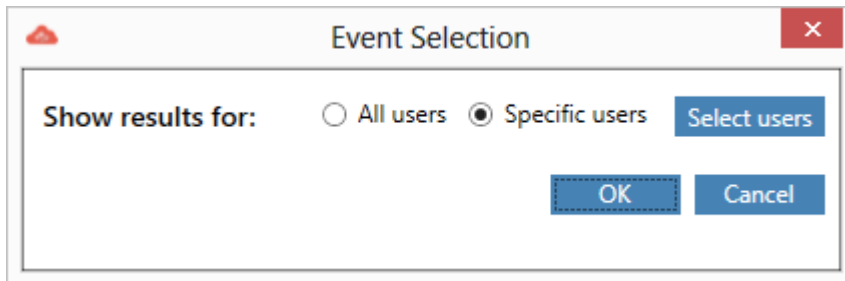 Event Selection
Show results for: All users Specific users Select users
OK Cancel